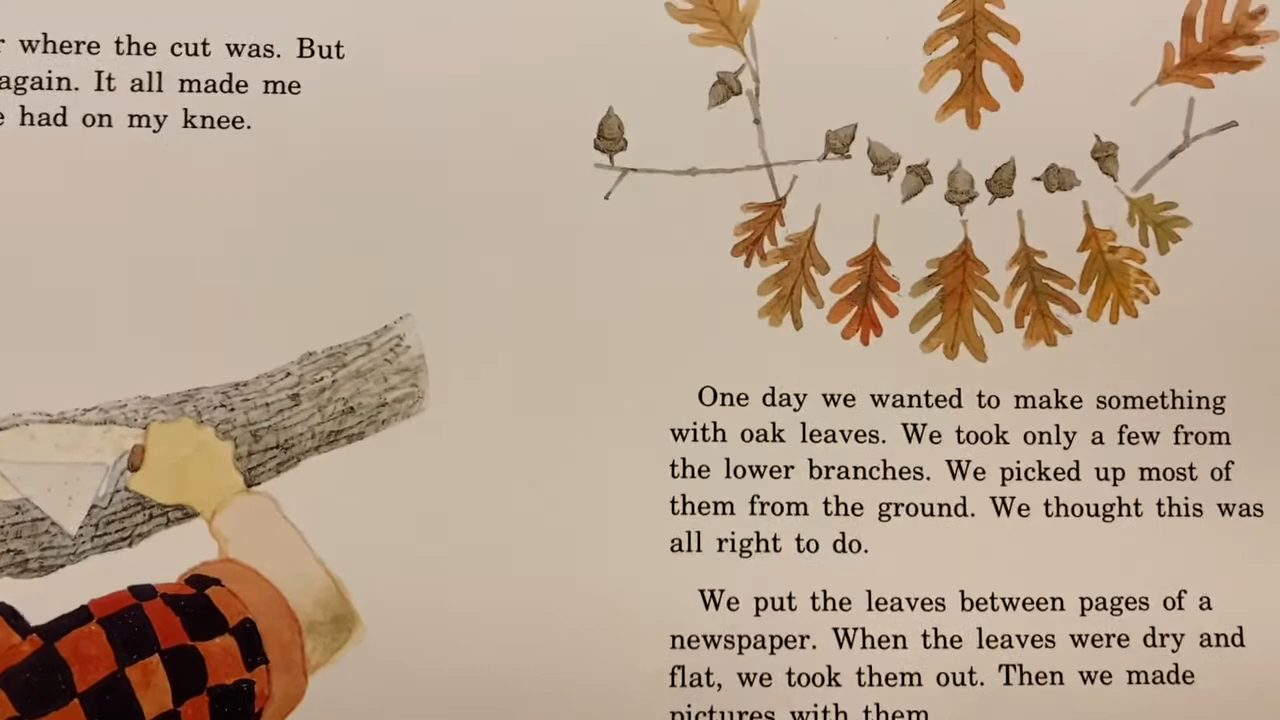 where the cut was. But
again. It all made me
had on my knee.
One day we wanted to make something
with oak leaves. We took only a few from
the lower branches. We picked up most of
them from the ground. We thought this was
all right to do.
We put the leaves between pages of a
newspaper. When the leaves were dry and
flat, we took them out. Then we made
pictures with them